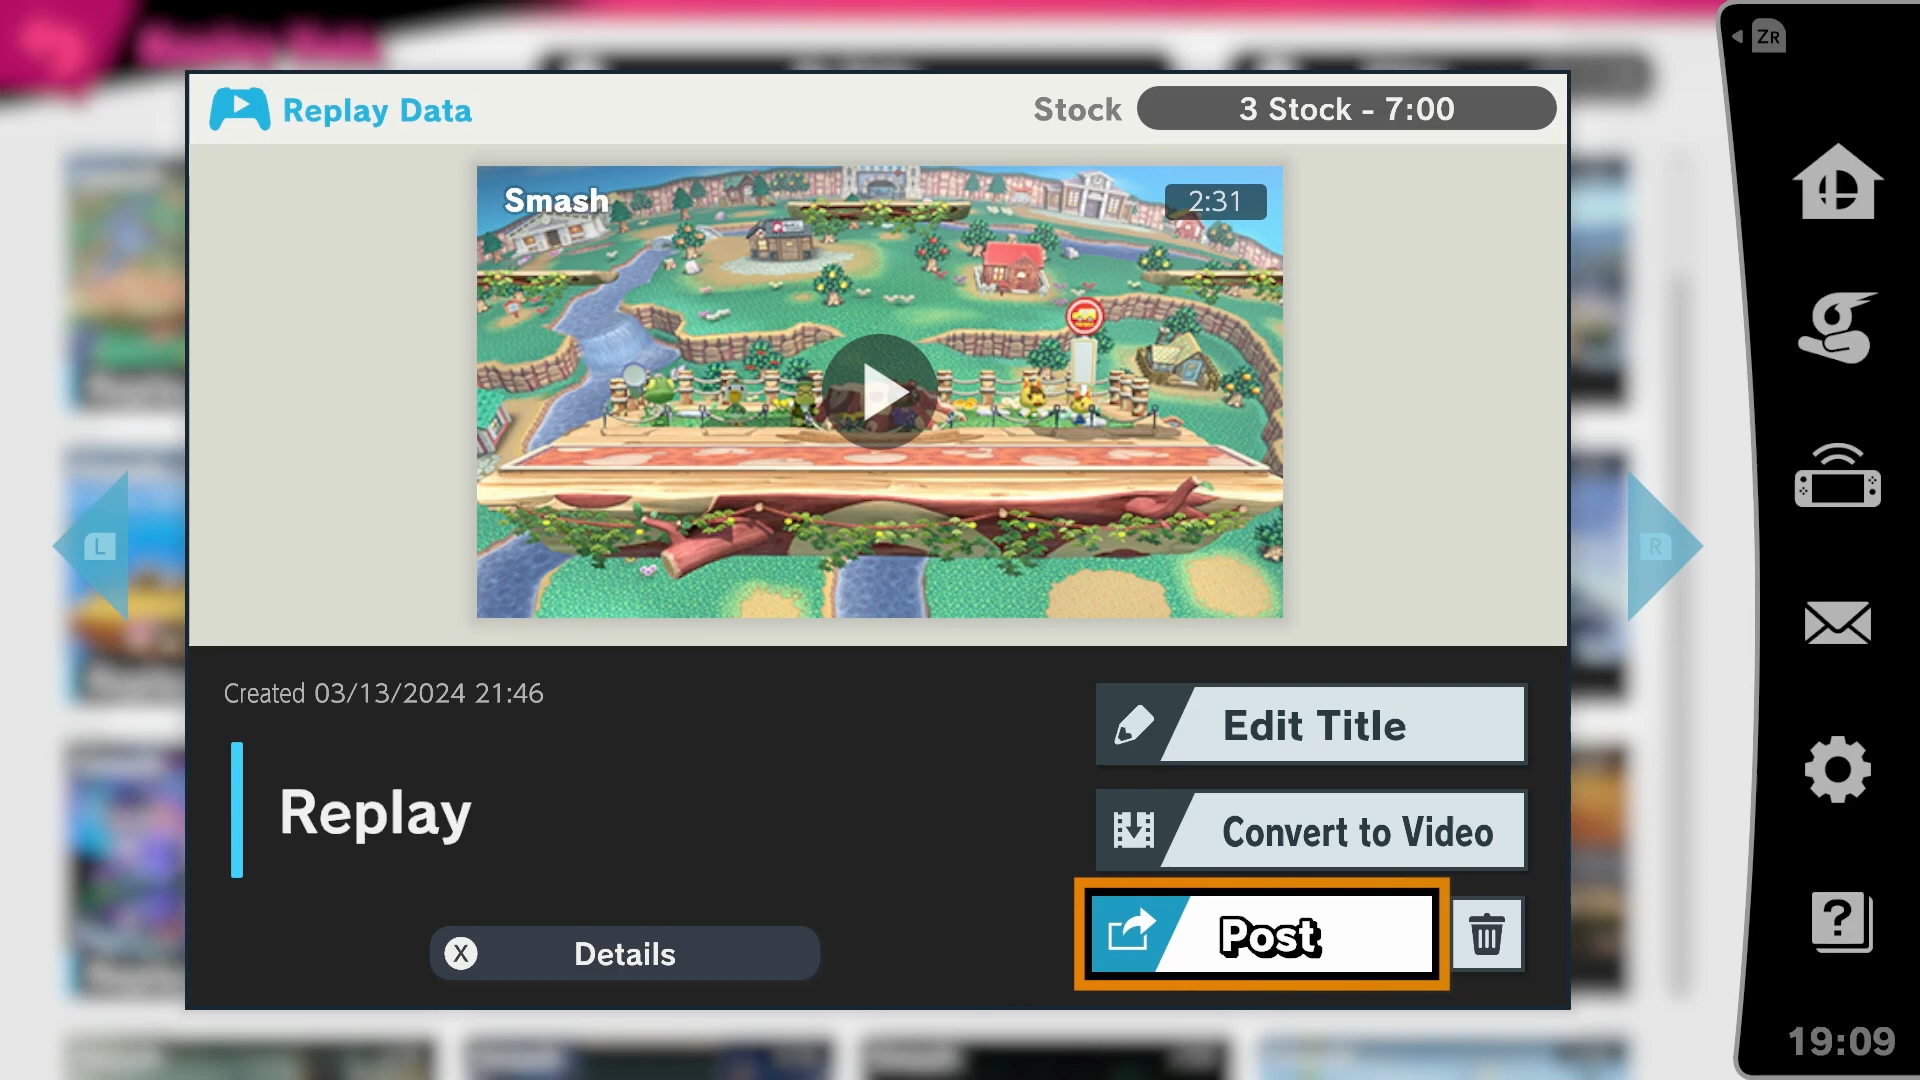 ZR
Replay Data
Stock
3 Stock - 7:00
Smash
2:31
L
R
Created 03/13/2024 21:46
Edit Title
Replay
Convert to Video
Post
X
Details
?
19:09